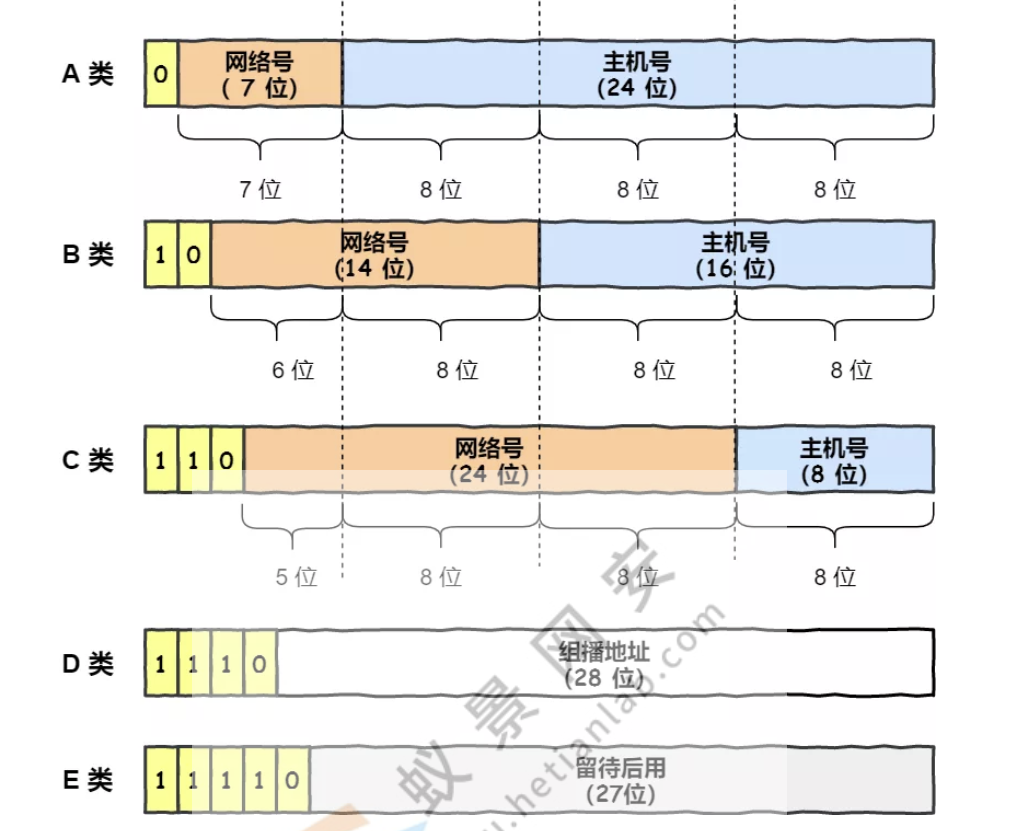 A 类
0
网络号
( 7 位)
主机号
(24 位)
7 位
8 位
8 位
8 位
B 类
1 0
网络号
(14 位)
主机号
(16 位)
6 位
8 位
8 位
8 位
C 类
1 1 0
网络号
(24 位)
主机号
(8 位)
5 位
8 位
8 位
8 位
D 类
1 1 1 0
组播地址
(28 位)
E 类
1 1 1 1 0
留待后用
(27位)
蚁景网安
.hetianlab.com